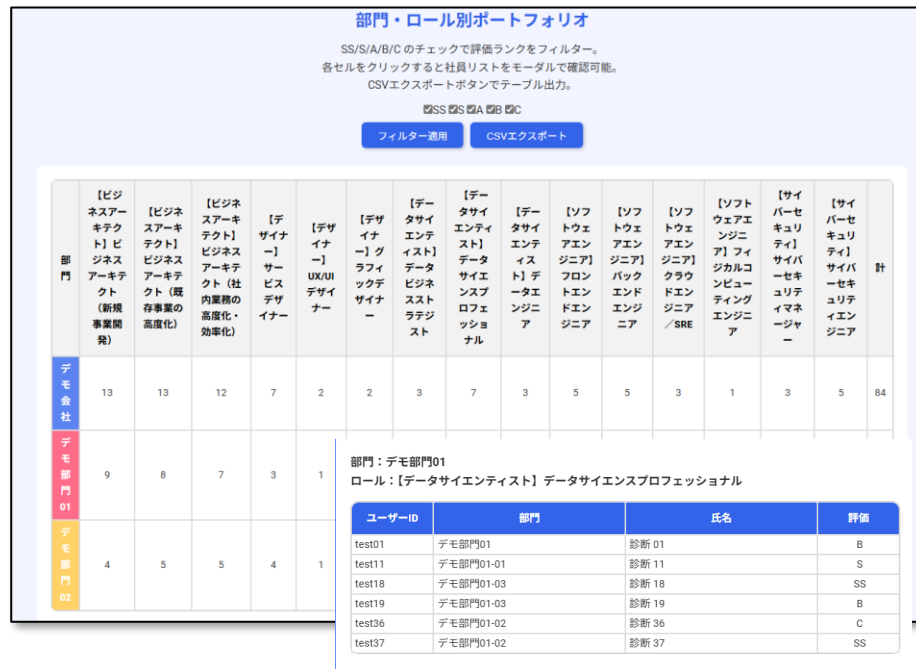 部門・ロール別ポートフォリオ
SS/S/A/B/C のチェックで評価ランクをフィルター。
各セルをクリックすると社員リストをモーダルで確認可能。
CSVエクスポートボタンでテーブル出力。
SS S A B C
フィルター適用 CSVエクスポート
部門 【ビジネスアーキテクト】ビジネスアーキテクト（新規事業開発） 【ビジネスアーキテクト】ビジネスアーキテクト（既存事業の高度化） 【ビジネスアーキテクト】ビジネスアーキテクト（社内業務の高度化・効率化） 【デザイナー】サービスデザイナー 【デザイナー】UX/UIデザイナー 【デザイナー】グラフィックデザイナー 【データサイエンティスト】データビジネスストラテジスト 【データサイエンティスト】データサイエンスプロフェッショナル 【データサイエンティスト】データエンジニア 【ソフトウェアエンジニア】フロントエンドエンジニア 【ソフトウェアエンジニア】バックエンドエンジニア 【ソフトウェアエンジニア】クラウドエンジニア／SRE 【ソフトウェアエンジニア】フィジカルコンピューティングエンジニア 【サイバーセキュリティ】サイバーセキュリティマネージャー 【サイバーセキュリティ】サイバーセキュリティエンジニア 計
デモ会社 13 13 12 7 2 2 3 7 3 5 5 3 1 3 5 84
デモ部門01 9 8 7 3 1
デモ部門02 4 5 5 4 1
部門：デモ部門01
ロール：【データサイエンティスト】データサイエンスプロフェッショナル
ユーザーID 部門 氏名 評価
test01 デモ部門01 診断 01 B
test11 デモ部門01-01 診断 11 S
test18 デモ部門01-03 診断 18 SS
test19 デモ部門01-03 診断 19 B
test36 デモ部門01-02 診断 36 C
test37 デモ部門01-02 診断 37 SS